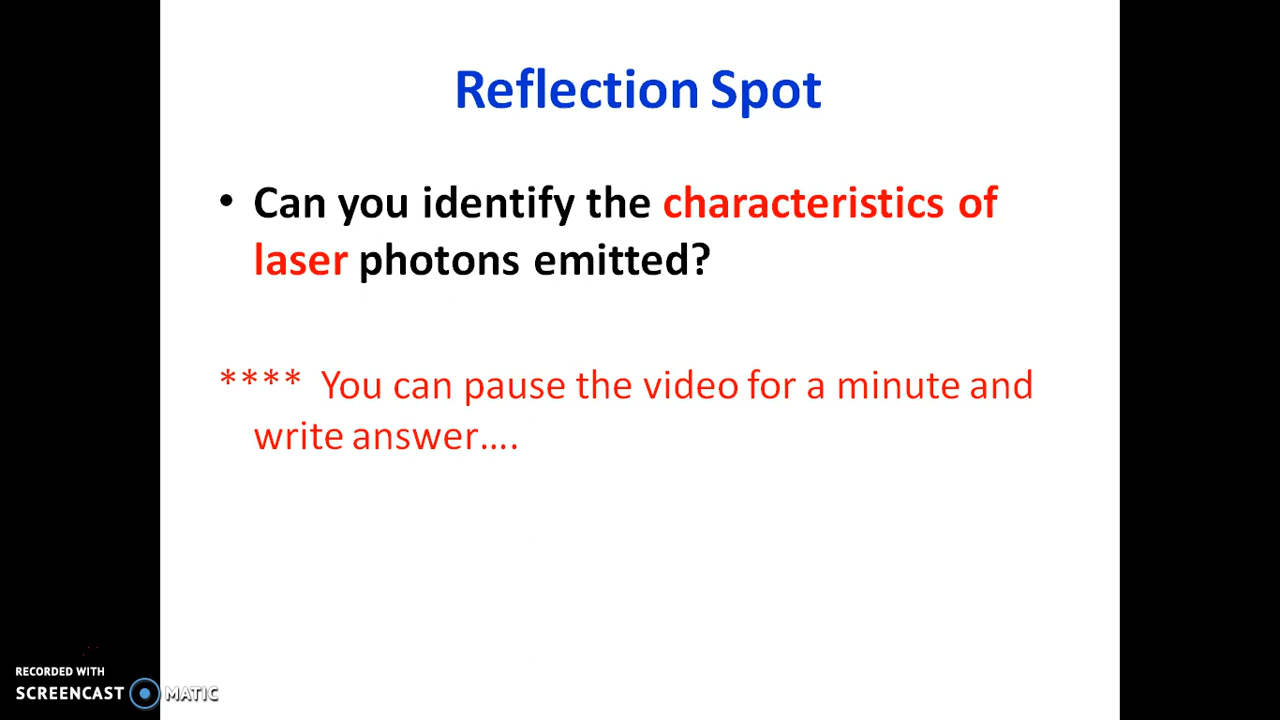 Reflection Spot
• Can you identify the characteristics of
laser photons emitted?
**** You can pause the video for a minute and
write answer….
RECORDED WITH
SCREENCAST MATIC